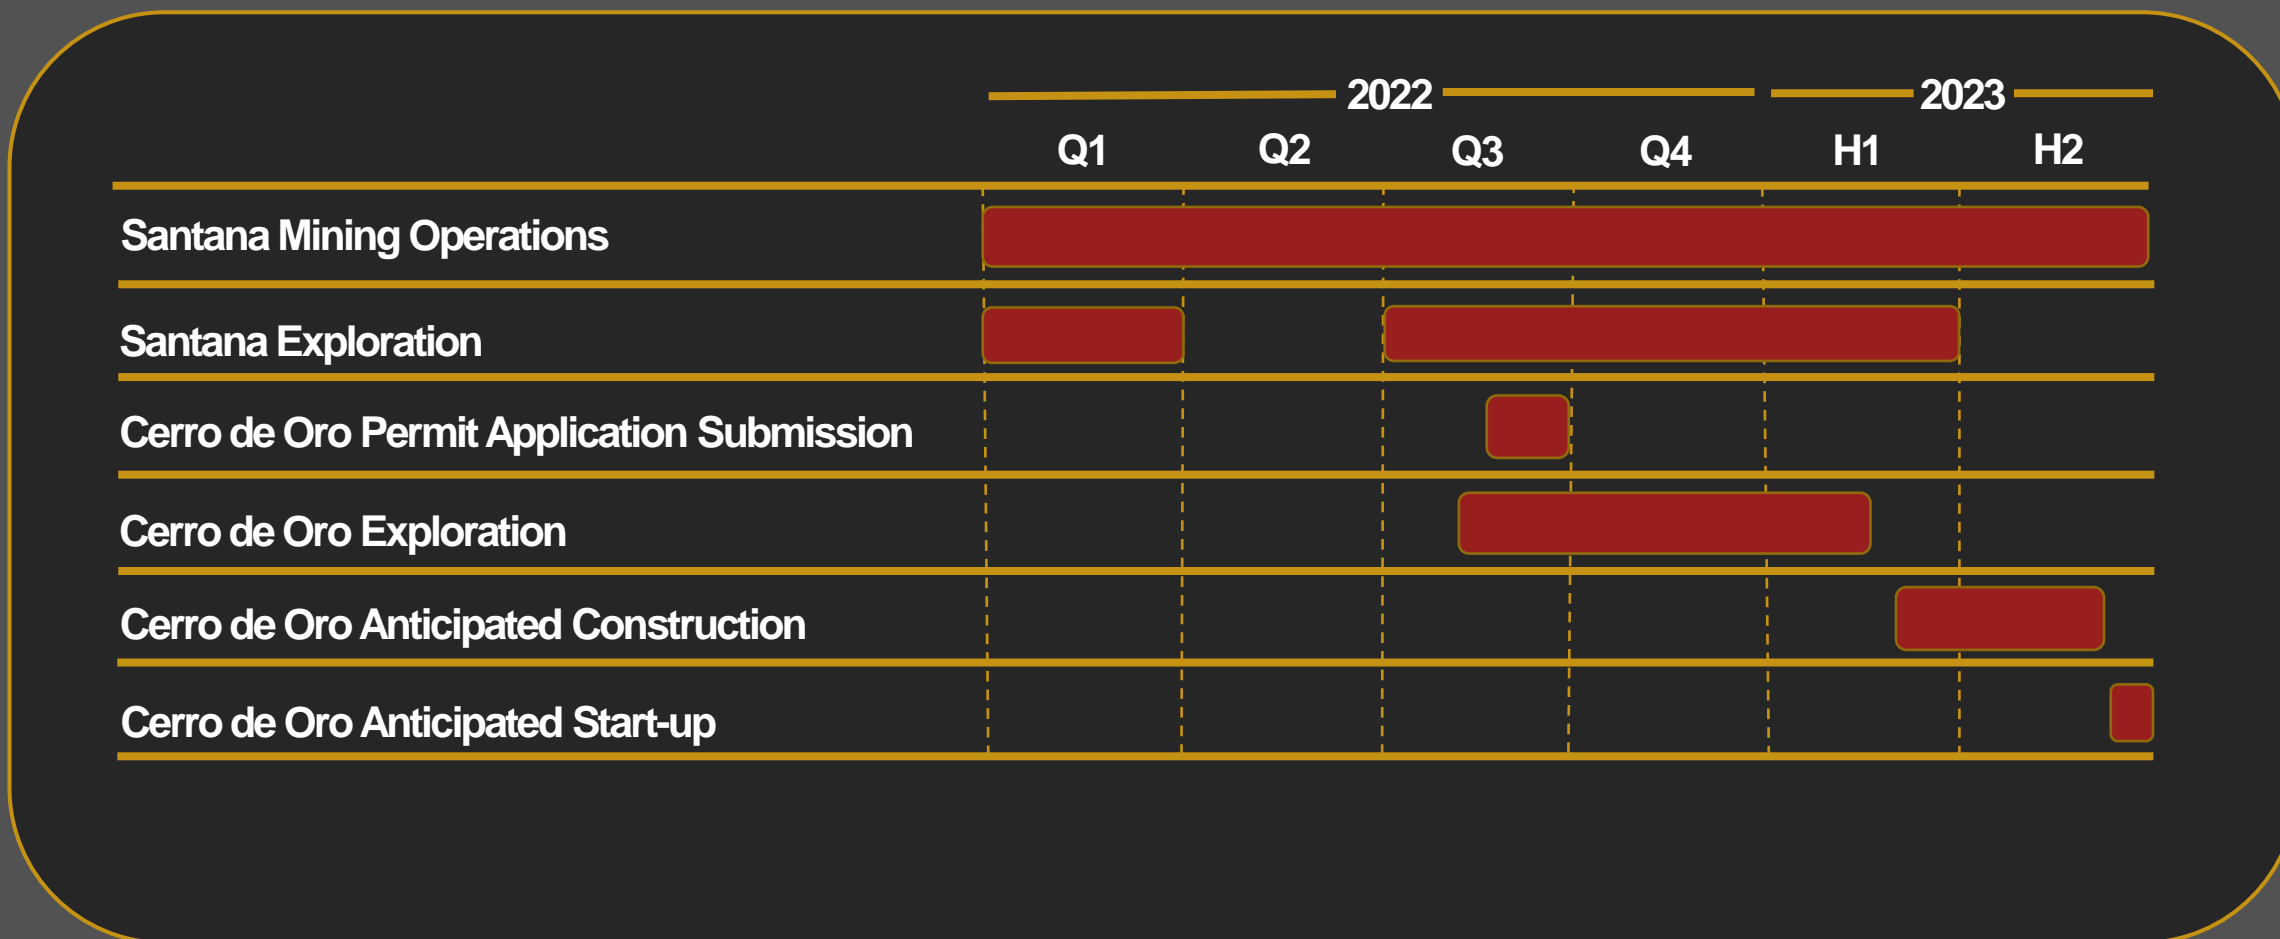 2022 2023
Q1 Q2 Q3 Q4 H1 H2
Santana Mining Operations
Santana Exploration
Cerro de Oro Permit Application Submission
Cerro de Oro Exploration
Cerro de Oro Anticipated Construction
Cerro de Oro Anticipated Start-up